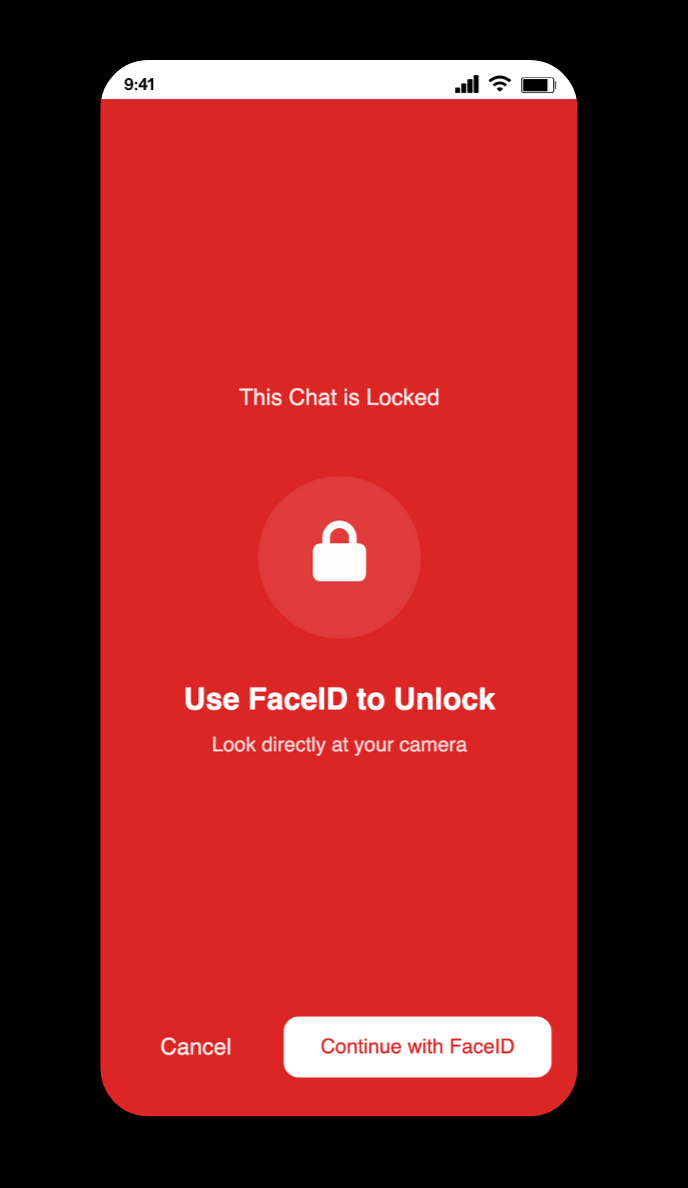 9:41
This Chat is Locked
Use FaceID to Unlock
Look directly at your camera
Cancel
Continue with FaceID